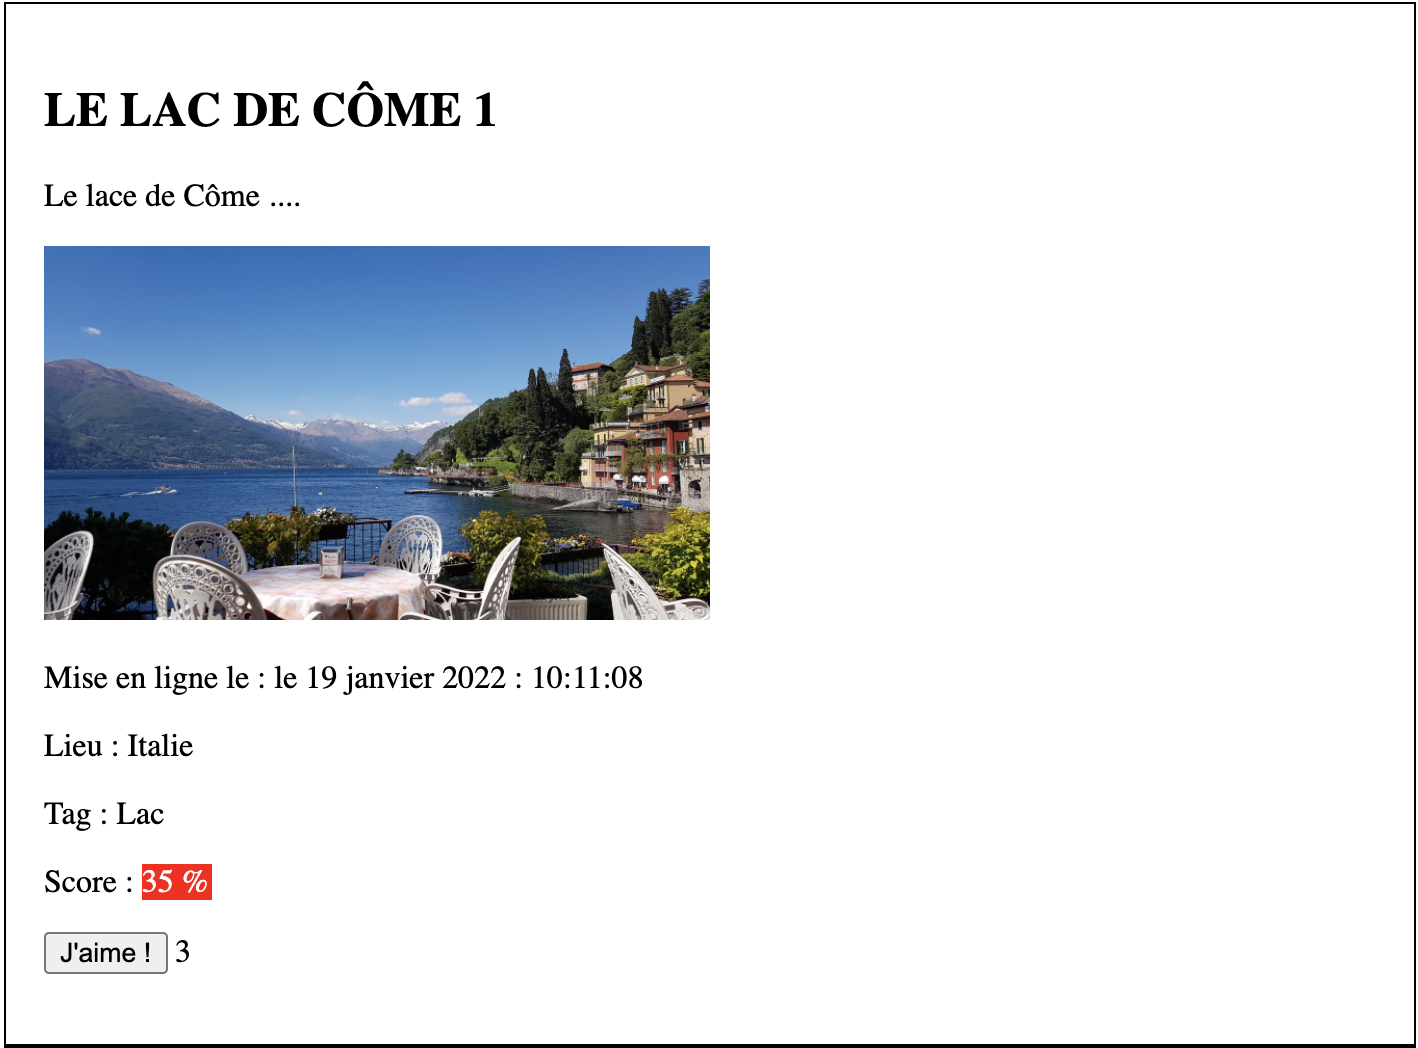 LE LAC DE CÔME 1
Le lace de Côme ....
Mise en ligne le : le 19 janvier 2022 : 10:11:08
Lieu : Italie
Tag : Lac
Score : 35 %
J'aime ! 3